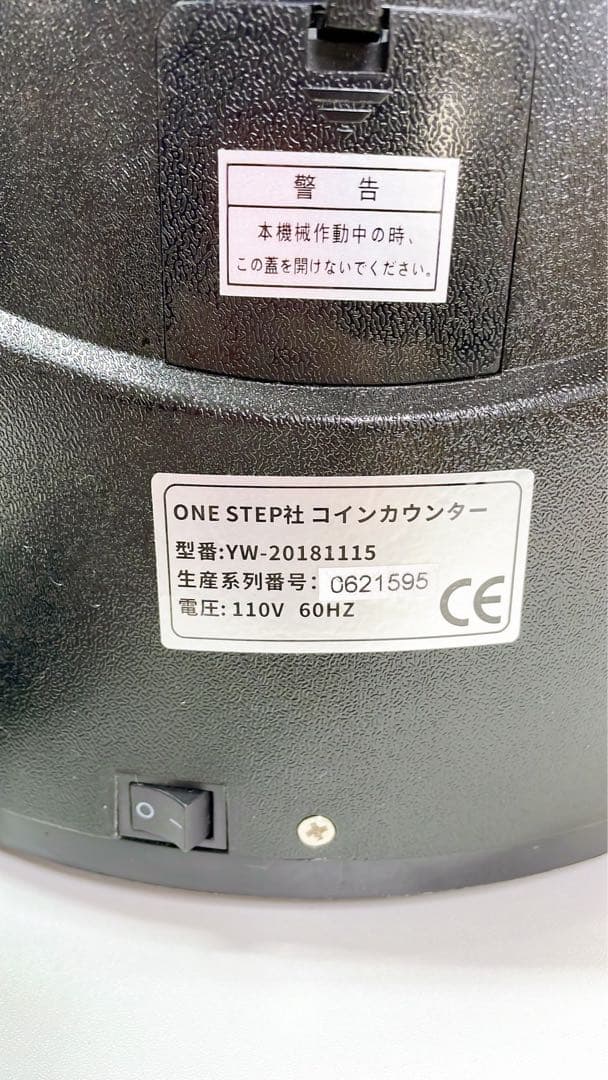 警 告
本機械作動中の時、
この蓋を開けないでください。
ONE STEP社 コインカウンター
型番:YW-20181115
生産系列番号: 0621595
電圧: 110V 60HZ
CE